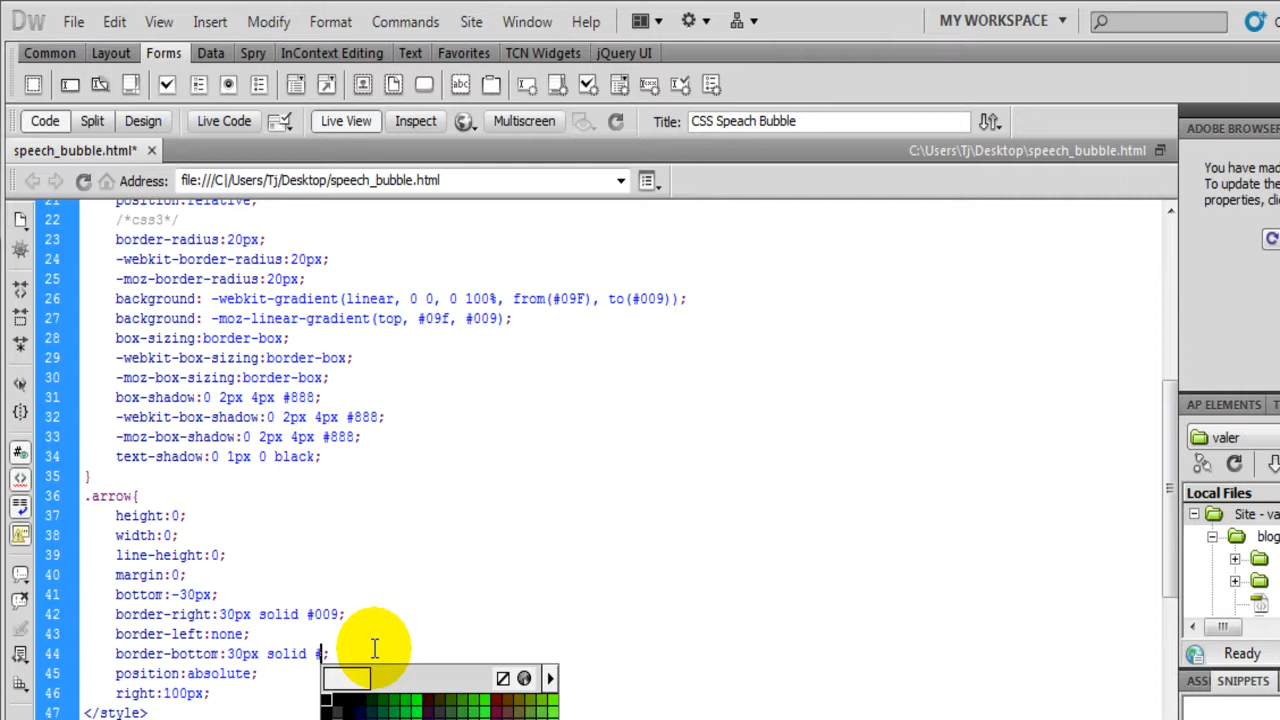 Dw File Edit View Insert Modify Format Commands Site Window Help MY WORKSPACE
Common Layout Forms Data Spry InContext Editing Text Favorites TCN Widgets jQuery UI
Code Split Design Live Code Live View Inspect Multiscreen Title: CSS Speach Bubble
ADOBE BROWSER
speech_bubble.html* × C:\Users\Tj\Desktop\speech_bubble.html
Address: file:///C|/Users/Tj/Desktop/speech_bubble.html
You have mad
To update the
properties, clic
21 position:relative;
22 /*css3*/
23 border-radius:20px;
24 -webkit-border-radius:20px;
25 -moz-border-radius:20px;
26 background: -webkit-gradient(linear, 0 0, 0 100%, from(#09F), to(#009));
27 background: -moz-linear-gradient(top, #09f, #009);
28 box-sizing:border-box;
29 -webkit-box-sizing:border-box;
30 -moz-box-sizing:border-box;
31 box-shadow:0 2px 4px #888;
32 -webkit-box-shadow:0 2px 4px #888;
33 -moz-box-shadow:0 2px 4px #888;
34 text-shadow:0 1px 0 black;
35 }
36 .arrow{
37 height:0;
38 width:0;
39 line-height:0;
40 margin:0;
41 bottom:-30px;
42 border-right:30px solid #009;
43 border-left:none;
44 border-bottom:30px solid #;
45 position:absolute;
46 right:100px;
47 </style>
AP ELEMENTS
valer
Local Files
Site - va
blog
Ready
ASSETS SNIPPETS